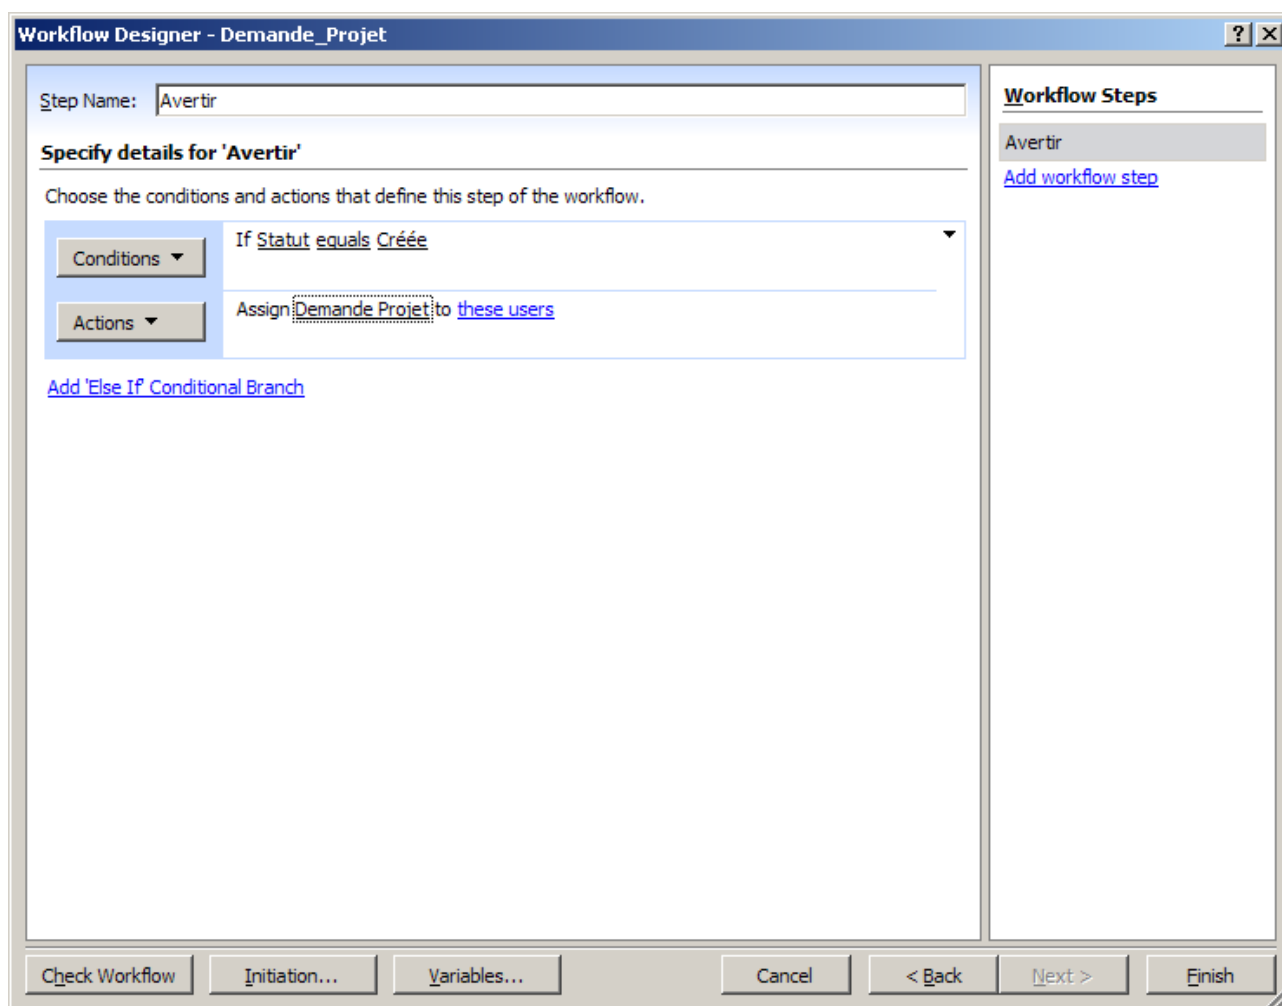 Workflow Designer - Demande_Projet
Step Name: Avertir
Specify details for 'Avertir'
Choose the conditions and actions that define this step of the workflow.
Conditions
If Statut equals Créée
Actions
Assign Demande Projet to these users
Add 'Else If' Conditional Branch
Workflow Steps
Avertir
Add workflow step
Check Workflow
Initiation...
Variables...
Cancel
< Back
Next >
Finish